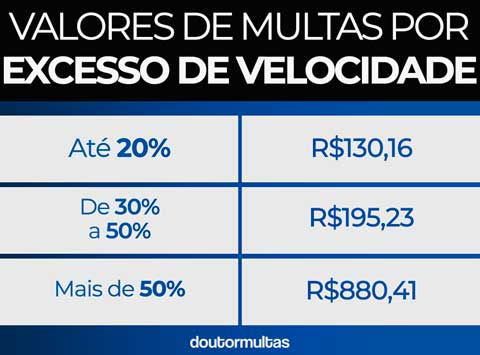 VALORES DE MULTAS POR
EXCESSO DE VELOCIDADE
Até 20%
R$130,16
De 30%
a 50%
R$195,23
Mais de 50%
R$880,41
doutormultas